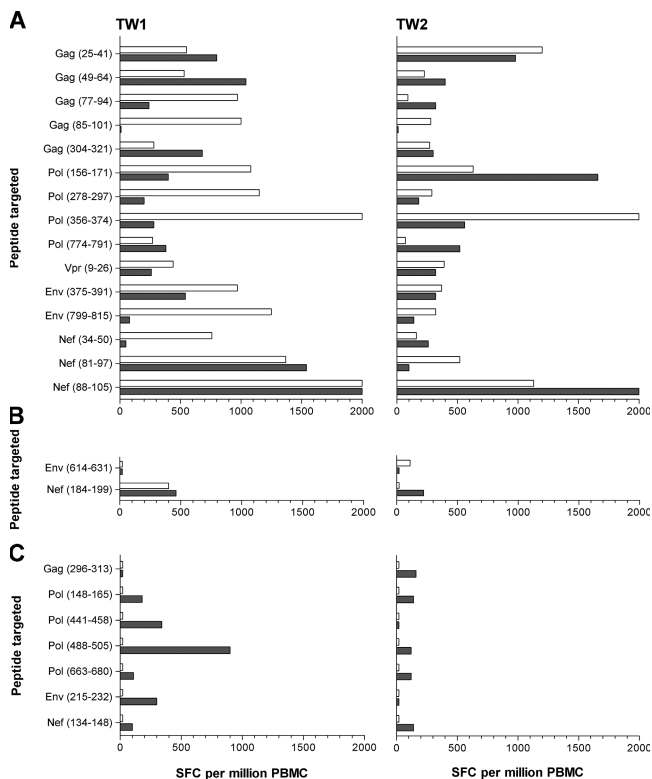 A
TW1
TW2
Peptide targeted
Gag (25-41)
Gag (49-64)
Gag (77-94)
Gag (85-101)
Gag (304-321)
Pol (156-171)
Pol (278-297)
Pol (356-374)
Pol (774-791)
Vpr (9-26)
Env (375-391)
Env (799-815)
Nef (34-50)
Nef (81-97)
Nef (88-105)
0 500 1000 1500 2000
0 500 1000 1500 2000
B
Peptide targeted
Env (614-631)
Nef (184-199)
0 500 1000 1500 2000
0 500 1000 1500 2000
C
Peptide targeted
Gag (296-313)
Pol (148-165)
Pol (441-458)
Pol (488-505)
Pol (663-680)
Env (215-232)
Nef (134-148)
0 500 1000 1500 2000
0 500 1000 1500 2000
SFC per million PBMC
SFC per million PBMC